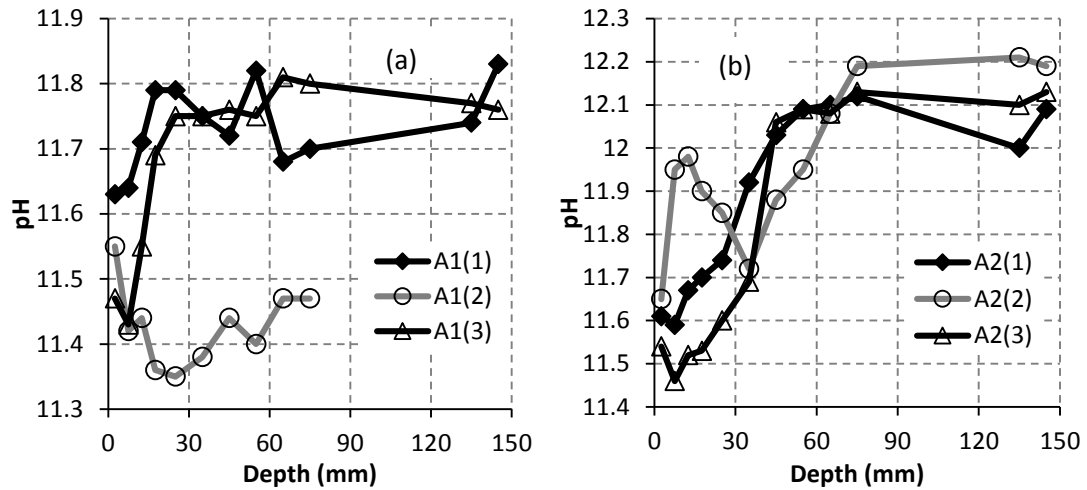 11.9
11.8
11.7
11.6
11.5
11.4
11.3
pH
(a)
A1(1)
A1(2)
A1(3)
0 30 60 90 120 150
Depth (mm)
12.3
12.2
12.1
12
11.9
11.8
11.7
11.6
11.5
11.4
pH
(b)
A2(1)
A2(2)
A2(3)
0 30 60 90 120 150
Depth (mm)